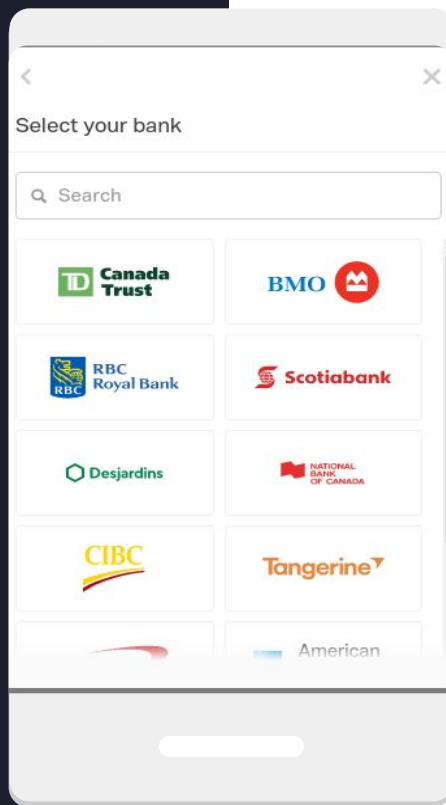 Select your bank
Search
TD Canada
Trust
BMO
RBC
RBC
Royal Bank
Scotiabank
Desjardins
NATIONAL
BANK
OF CANADA
CIBC
Tangerine
American